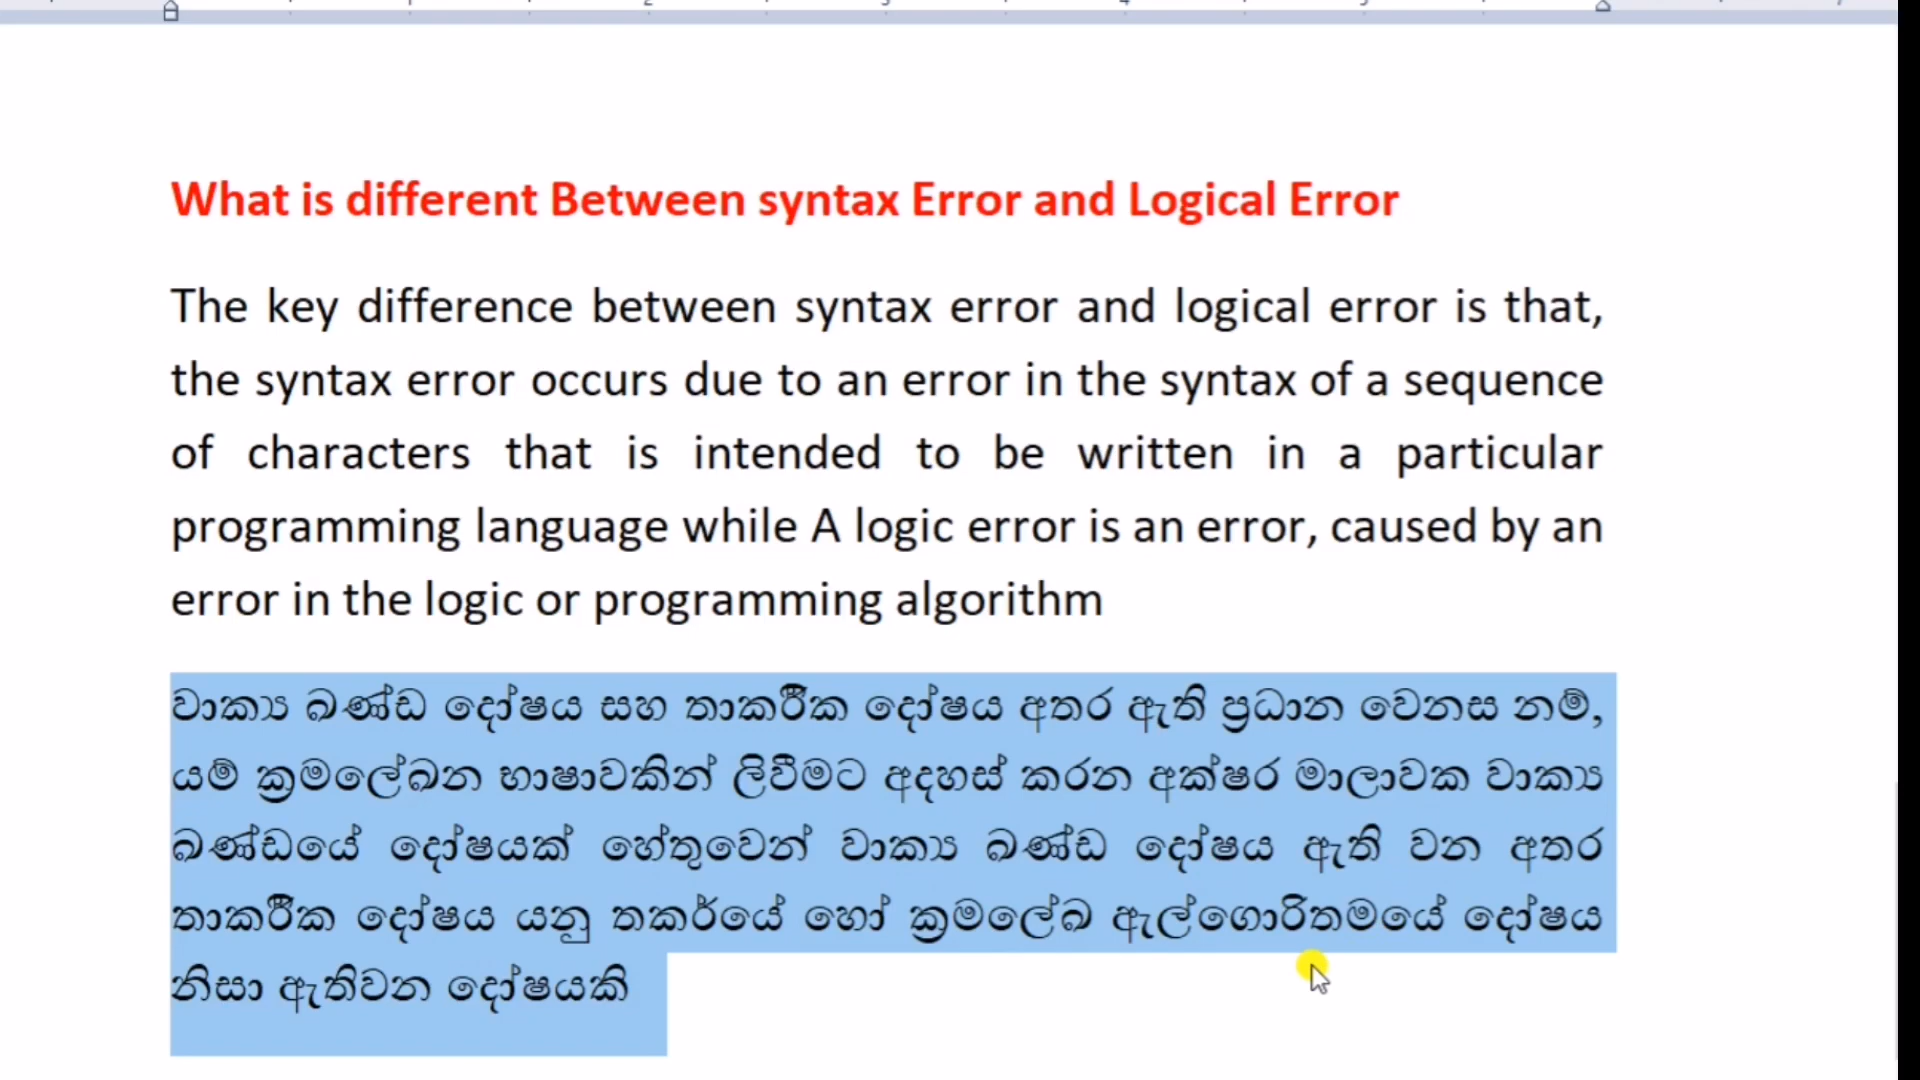 What is different Between syntax Error and Logical Error
The key difference between syntax error and logical error is that,
the syntax error occurs due to an error in the syntax of a sequence
of characters that is intended to be written in a particular
programming language while A logic error is an error, caused by an
error in the logic or programming algorithm
වාක්‍ය ඛණ්ඩ දෝෂය සහ තාර්කික දෝෂය අතර ඇති ප්‍රධාන වෙනස නම්,
යම් ක්‍රමලේඛන භාෂාවකින් ලිවීමට අදහස් කරන අක්ෂර මාලාවක වාක්‍ය
ඛණ්ඩයේ දෝෂයක් හේතුවෙන් වාක්‍ය ඛණ්ඩ දෝෂය ඇති වන අතර
තාර්කික දෝෂය යනු තර්කයේ හෝ ක්‍රමලේඛ ඇල්ගොරිතමයේ දෝෂය
නිසා ඇතිවන දෝෂයකි